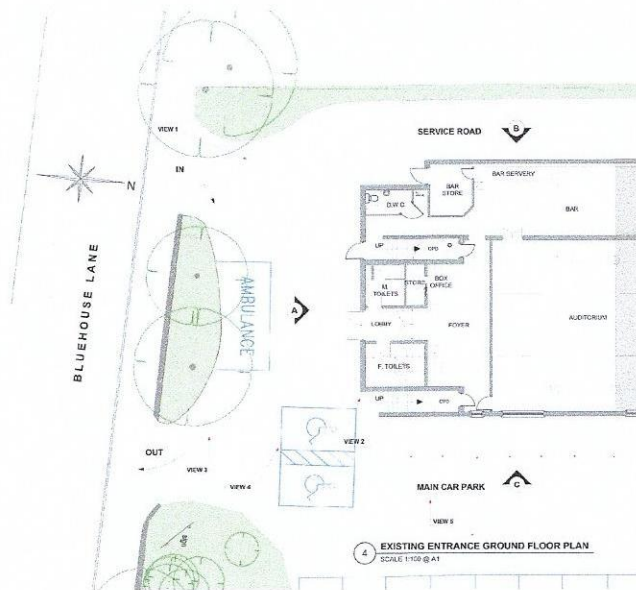 VIEW 1
SERVICE ROAD
B
IN
N
BAR SERVERY
BAR
STORE
D.W.C
BAR
BLUEHOUSE LANE
UP
CPD
AMBULANCE
A
M.
TOILETS
STORE
BOX
OFFICE
LOBBY
FOYER
AUDITORIUM
F. TOILETS
UP
CPD
VIEW 2
OUT
VIEW 3
VIEW 4
MAIN CAR PARK
C
VIEW 5
4
EXISTING ENTRANCE GROUND FLOOR PLAN
SCALE 1:100 @ A1